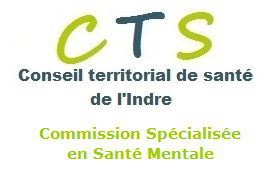 CTS
Conseil territorial de santé
de l'Indre
Commission Spécialisée
en Santé Mentale